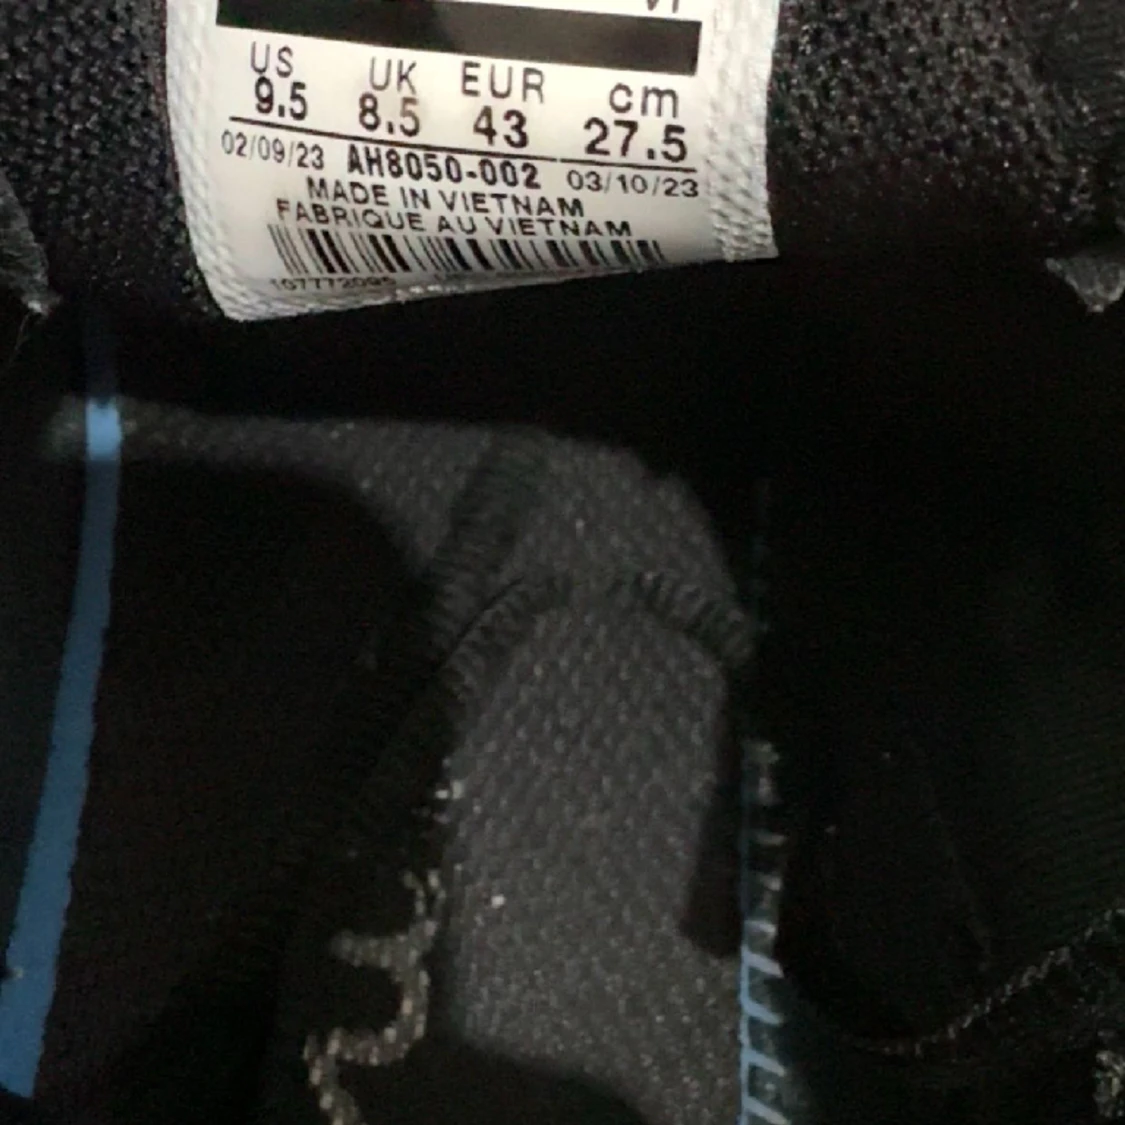 US UK EUR cm
9.5 8.5 43 27.5
02/09/23 AH8050-002 03/10/23
MADE IN VIETNAM
FABRIQUE AU VIETNAM